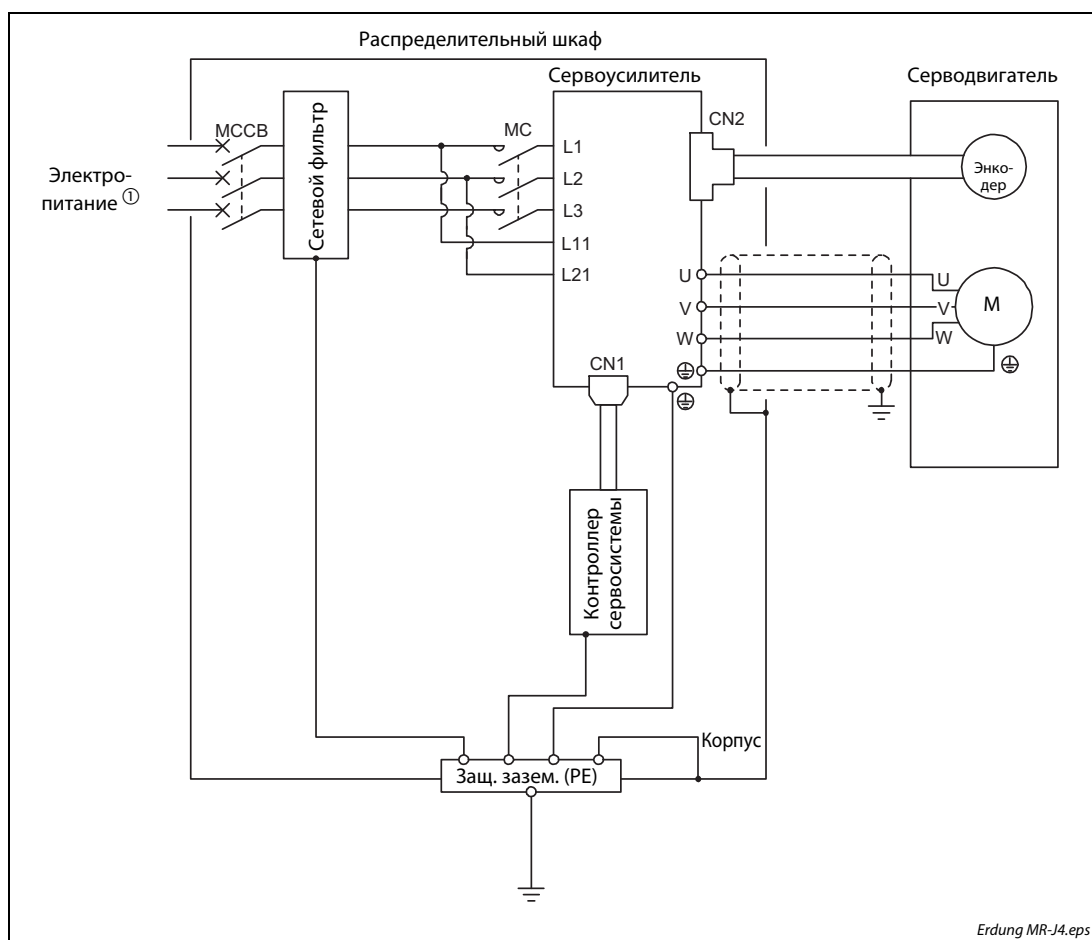 Распределительный шкаф
Сервоусилитель
Серводвигатель
MCCB
Сетевой фильтр
MC
CN2
L1
L2
L3
L11
L21
Электро-
питание ①
Энко-
дер
U
V
W
U
V
W
M
CN1
Контроллер
сервосистемы
Корпус
Защ. зазем. (PE)
Erdung MR-J4.eps